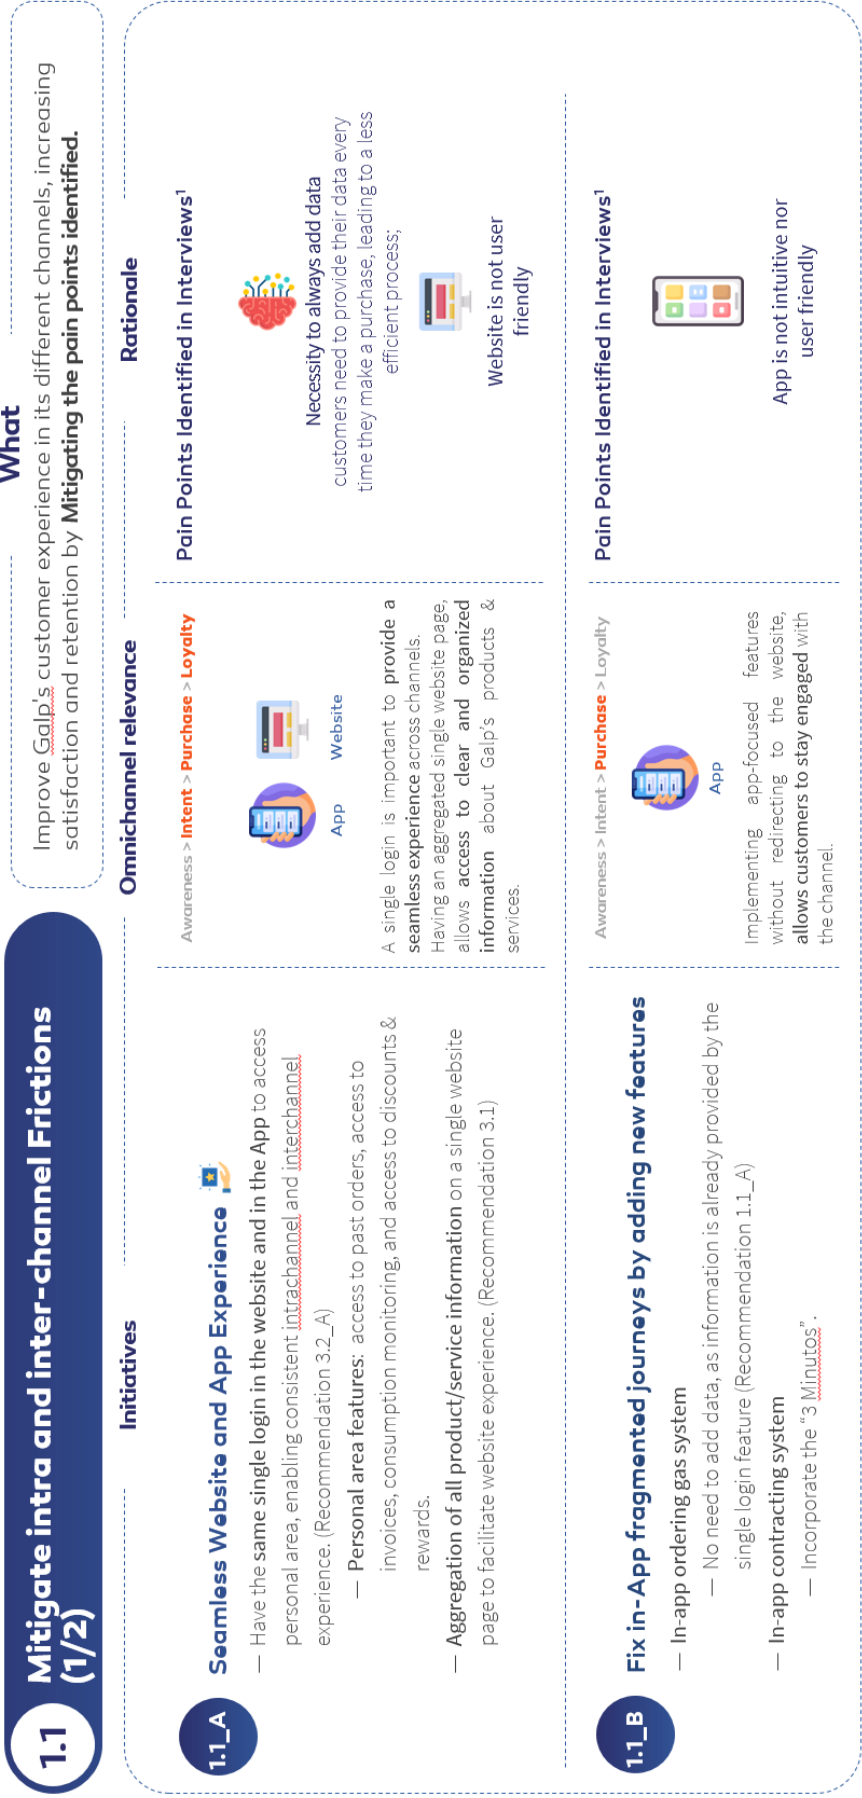 1.1
Mitigate intra and inter-channel Frictions
(1/2)
What
Improve Galp's customer experience in its different channels, increasing
satisfaction and retention by Mitigating the pain points identified.
Initiatives
Omnichannel relevance
Rationale
1.1_A
Seamless Website and App Experience
— Have the same single login in the website and in the App to access
personal area, enabling consistent intrachannel and interchannel
experience. (Recommendation 3.2_A)
— Personal area features: access to past orders, access to
invoices, consumption monitoring, and access to discounts &
rewards.
— Aggregation of all product/service information on a single website
page to facilitate website experience. (Recommendation 3.1)
Awareness > Intent > Purchase > Loyalty
App
Website
A single login is important to provide a
seamless experience across channels.
Having an aggregated single website page,
allows access to clear and organized
information about Galp's products &
services.
Pain Points Identified in Interviews¹
Necessity to always add data
customers need to provide their data every
time they make a purchase, leading to a less
efficient process;
Website is not user
friendly
1.1_B
Fix in-App fragmented journeys by adding new features
— In-app ordering gas system
— No need to add data, as information is already provided by the
single login feature (Recommendation 1.1_A)
— In-app contracting system
— Incorporate the “3 Minutos”.
Awareness > Intent > Purchase > Loyalty
App
Implementing app-focused features
without redirecting to the website,
allows customers to stay engaged with
the channel.
Pain Points Identified in Interviews¹
App is not intuitive nor
user friendly